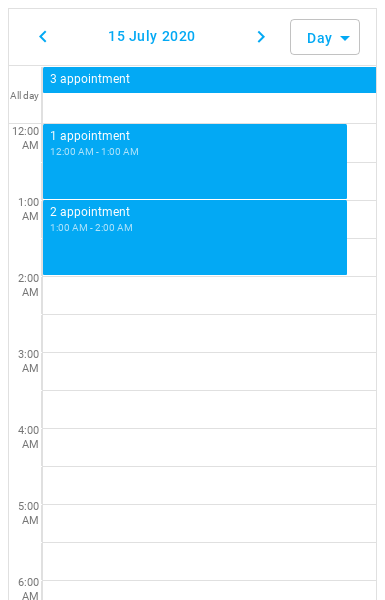 15 July 2020
Day
All day
3 appointment
12:00
AM
1 appointment
12:00 AM - 1:00 AM
1:00
AM
2 appointment
1:00 AM - 2:00 AM
2:00
AM
3:00
AM
4:00
AM
5:00
AM
6:00
AM